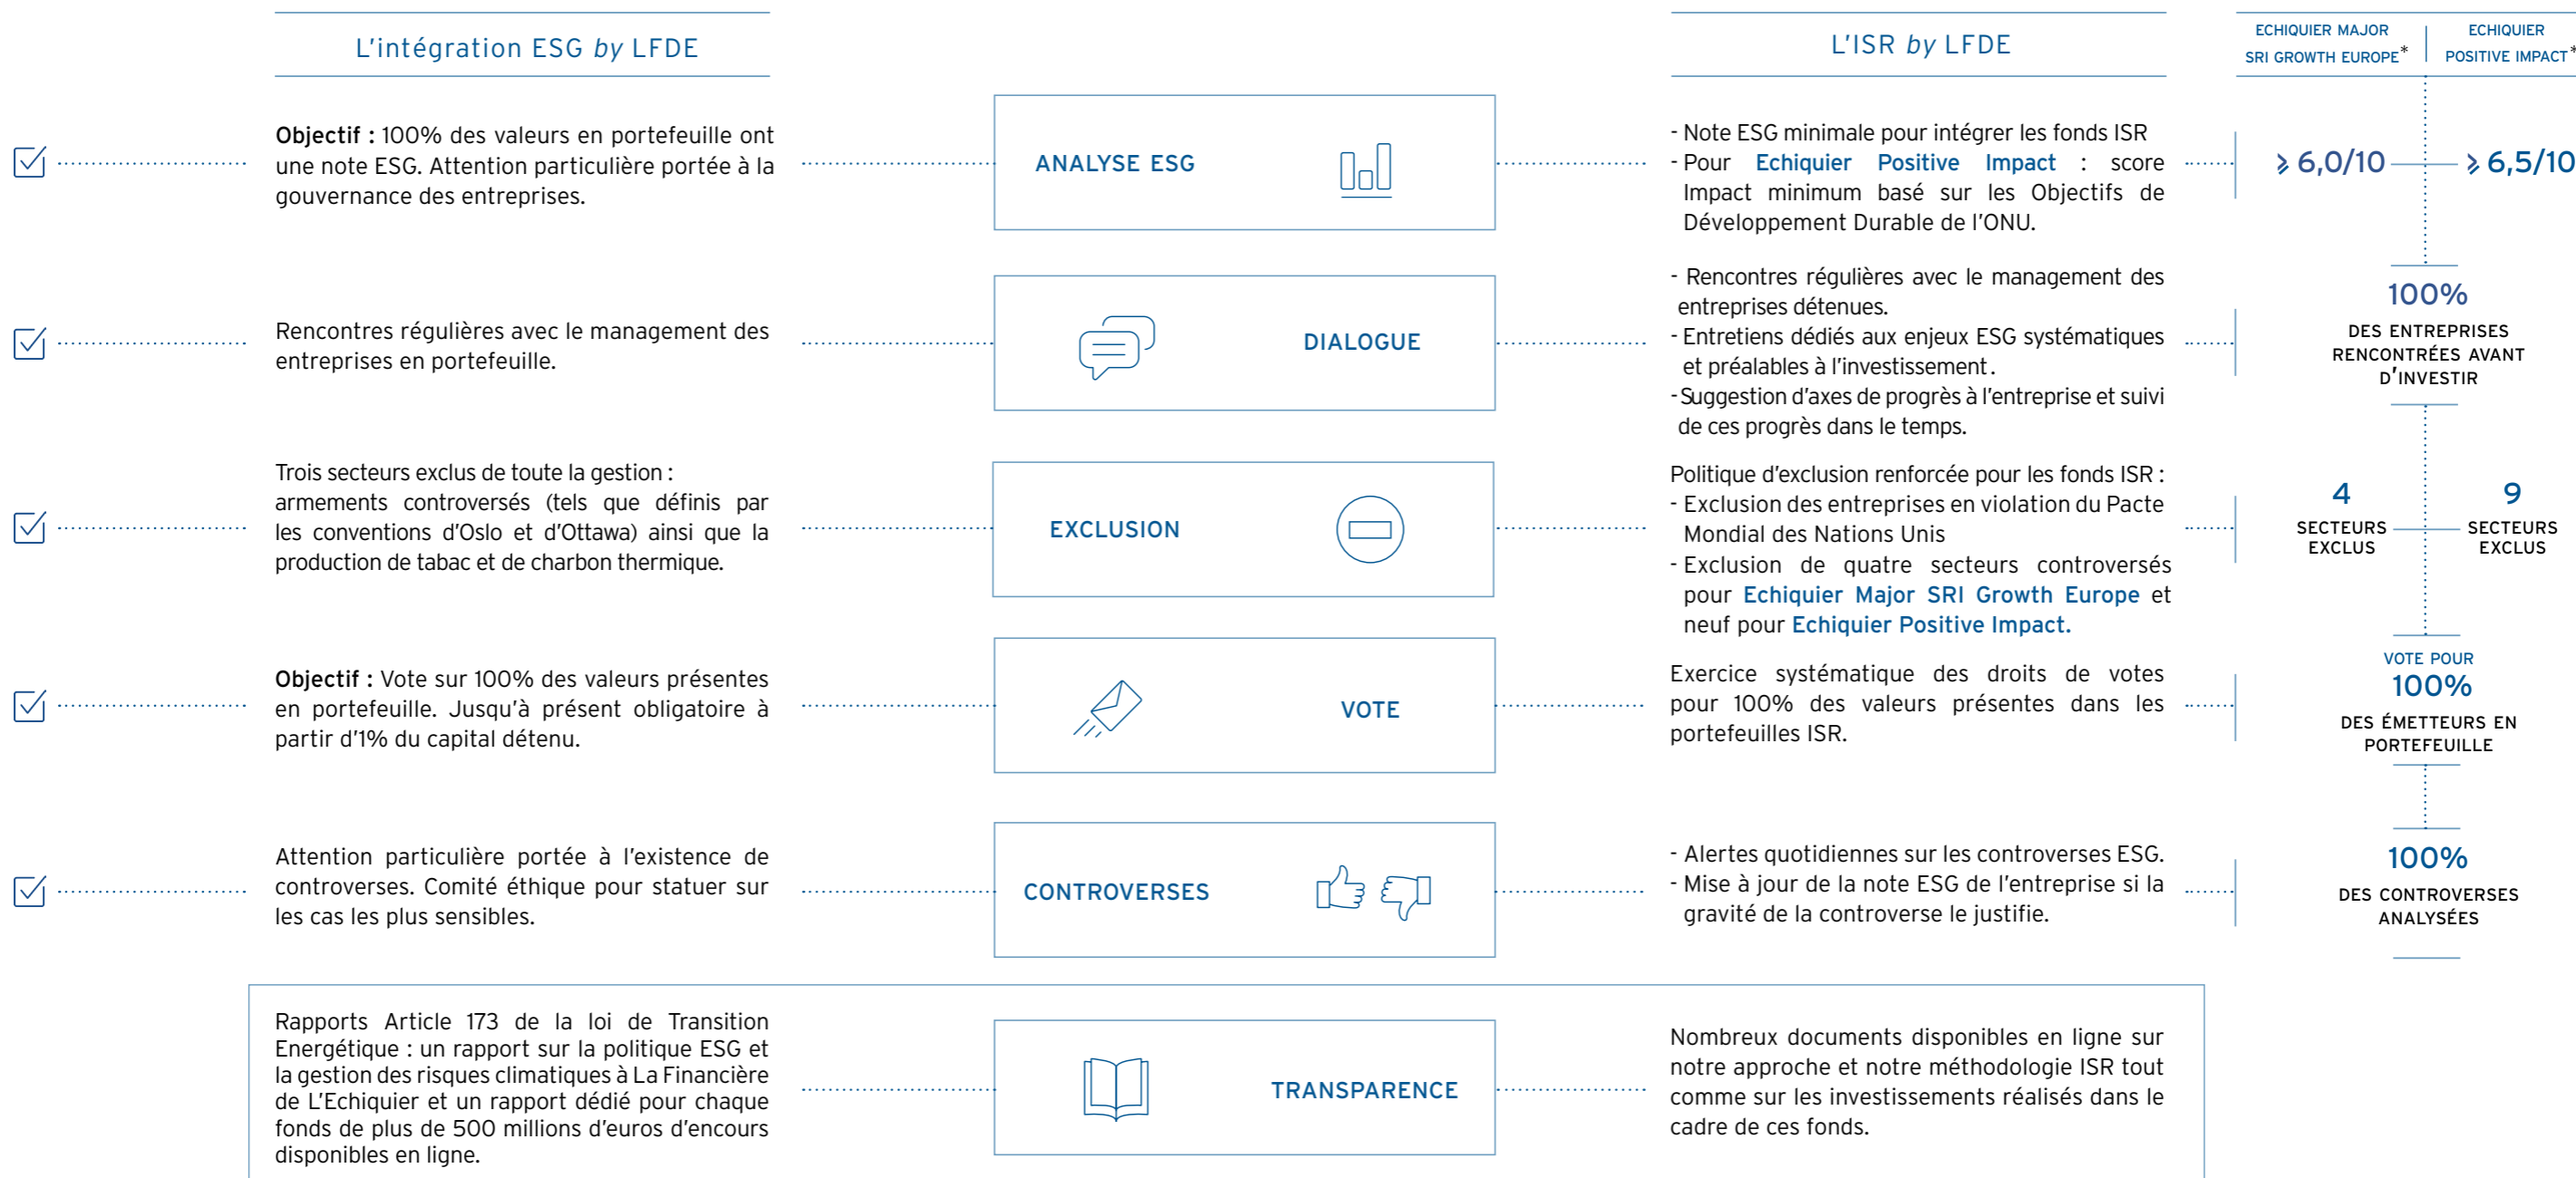 L'intégration ESG by LFDE
L'ISR by LFDE
ECHIQUIER MAJOR
SRI GROWTH EUROPE*
ECHIQUIER
POSITIVE IMPACT*
Objectif : 100% des valeurs en portefeuille ont
une note ESG. Attention particulière portée à la
gouvernance des entreprises.
ANALYSE ESG
- Note ESG minimale pour intégrer les fonds ISR
- Pour Echiquier Positive Impact : score
Impact minimum basé sur les Objectifs de
Développement Durable de l'ONU.
⩾ 6,0/10
⩾ 6,5/10
Rencontres régulières avec le management des
entreprises en portefeuille.
DIALOGUE
- Rencontres régulières avec le management des
entreprises détenues.
- Entretiens dédiés aux enjeux ESG systématiques
et préalables à l'investissement.
- Suggestion d'axes de progrès à l'entreprise et suivi
de ces progrès dans le temps.
100%
DES ENTREPRISES
RENCONTRÉES AVANT
D'INVESTIR
Trois secteurs exclus de toute la gestion :
armements controversés (tels que définis par
les conventions d'Oslo et d'Ottawa) ainsi que la
production de tabac et de charbon thermique.
EXCLUSION
Politique d'exclusion renforcée pour les fonds ISR :
- Exclusion des entreprises en violation du Pacte
Mondial des Nations Unis
- Exclusion de quatre secteurs controversés
pour Echiquier Major SRI Growth Europe et
neuf pour Echiquier Positive Impact.
4
SECTEURS
EXCLUS
9
SECTEURS
EXCLUS
Objectif : Vote sur 100% des valeurs présentes
en portefeuille. Jusqu'à présent obligatoire à
partir d'1% du capital détenu.
VOTE
Exercice systématique des droits de votes
pour 100% des valeurs présentes dans les
portefeuilles ISR.
VOTE POUR
100%
DES ÉMETTEURS EN
PORTEFEUILLE
Attention particulière portée à l'existence de
controverses. Comité éthique pour statuer sur
les cas les plus sensibles.
CONTROVERSES
- Alertes quotidiennes sur les controverses ESG.
- Mise à jour de la note ESG de l'entreprise si la
gravité de la controverse le justifie.
100%
DES CONTROVERSES
ANALYSÉES
Rapports Article 173 de la loi de Transition
Energétique : un rapport sur la politique ESG et
la gestion des risques climatiques à La Financière
de L'Echiquier et un rapport dédié pour chaque
fonds de plus de 500 millions d'euros d'encours
disponibles en ligne.
TRANSPARENCE
Nombreux documents disponibles en ligne sur
notre approche et notre méthodologie ISR tout
comme sur les investissements réalisés dans le
cadre de ces fonds.